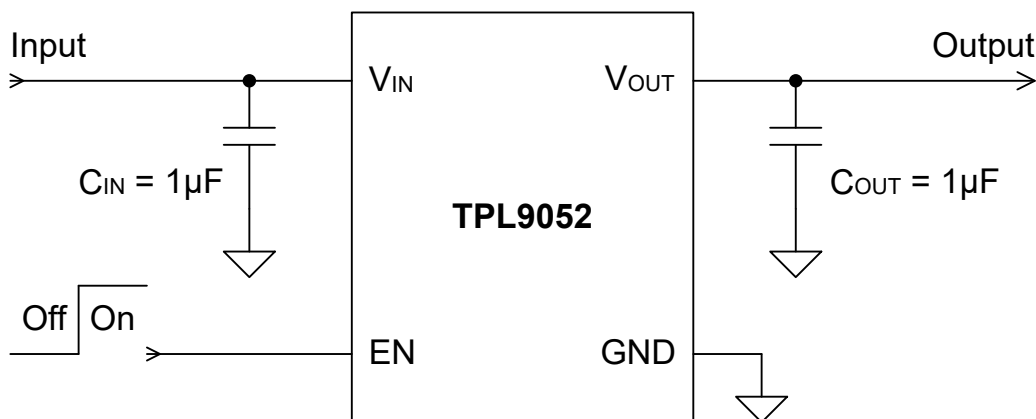 Input
Output
VIN
VOUT
CIN = 1µF
COUT = 1µF
TPL9052
Off
On
EN
GND